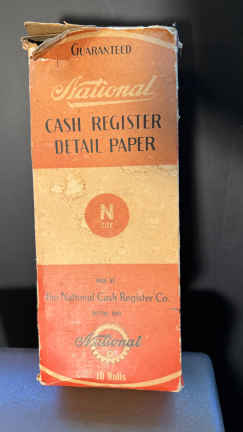 GUARANTEED
National
CASH REGISTER
DETAIL PAPER
N
MADE BY
The National Cash Register Co.
National
10 Rolls